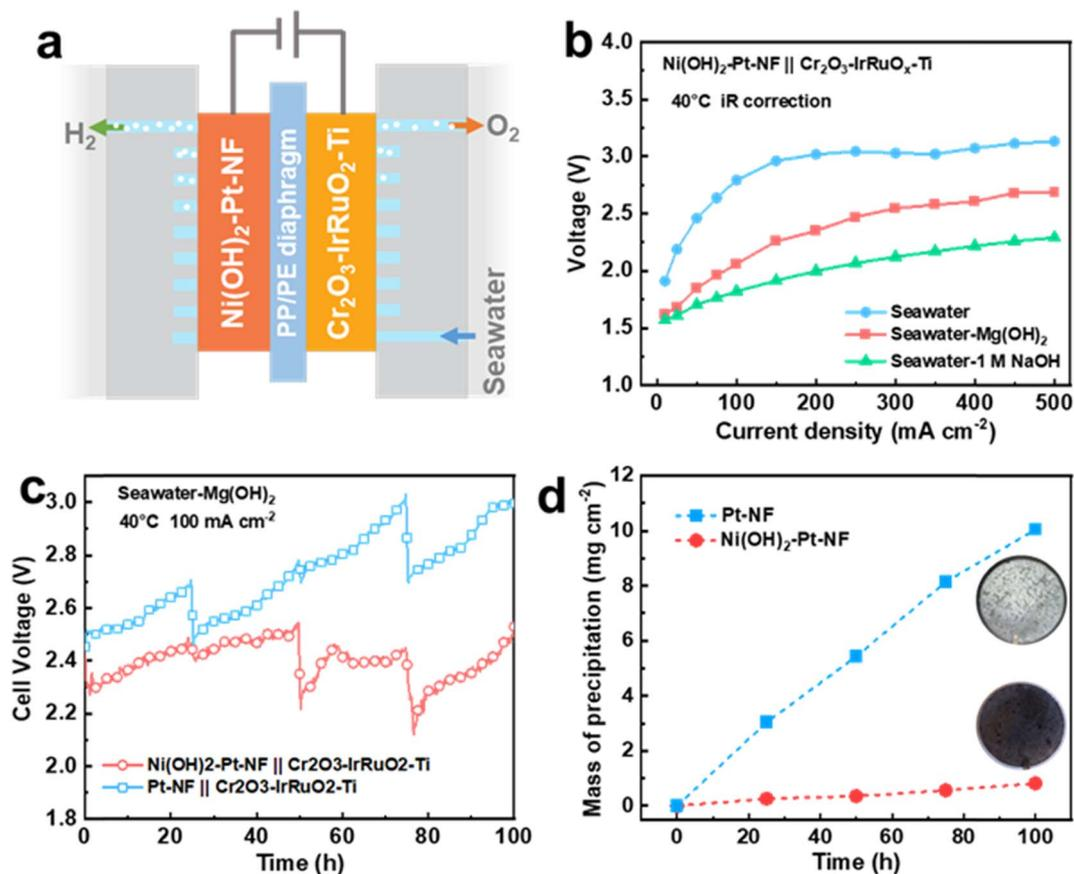 a
H₂
O₂
Ni(OH)₂-Pt-NF
PP/PE diaphragm
Cr₂O₃-IrRuO₂-Ti
Seawater
b
Ni(OH)₂-Pt-NF || Cr₂O₃-IrRuOₓ-Ti
40°C iR correction
Voltage (V)
4.0
3.5
3.0
2.5
2.0
1.5
1.0
Seawater
Seawater-Mg(OH)₂
Seawater-1 M NaOH
0 100 200 300 400 500
Current density (mA cm⁻²)
c
Seawater-Mg(OH)₂
40°C 100 mA cm⁻²
Cell Voltage (V)
3.0
2.8
2.6
2.4
2.2
2.0
1.8
Ni(OH)2-Pt-NF || Cr2O3-IrRuO2-Ti
Pt-NF || Cr2O3-IrRuO2-Ti
0 20 40 60 80 100
Time (h)
d
Mass of precipitation (mg cm⁻²)
12
10
8
6
4
2
0
Pt-NF
Ni(OH)₂-Pt-NF
0 20 40 60 80 100
Time (h)